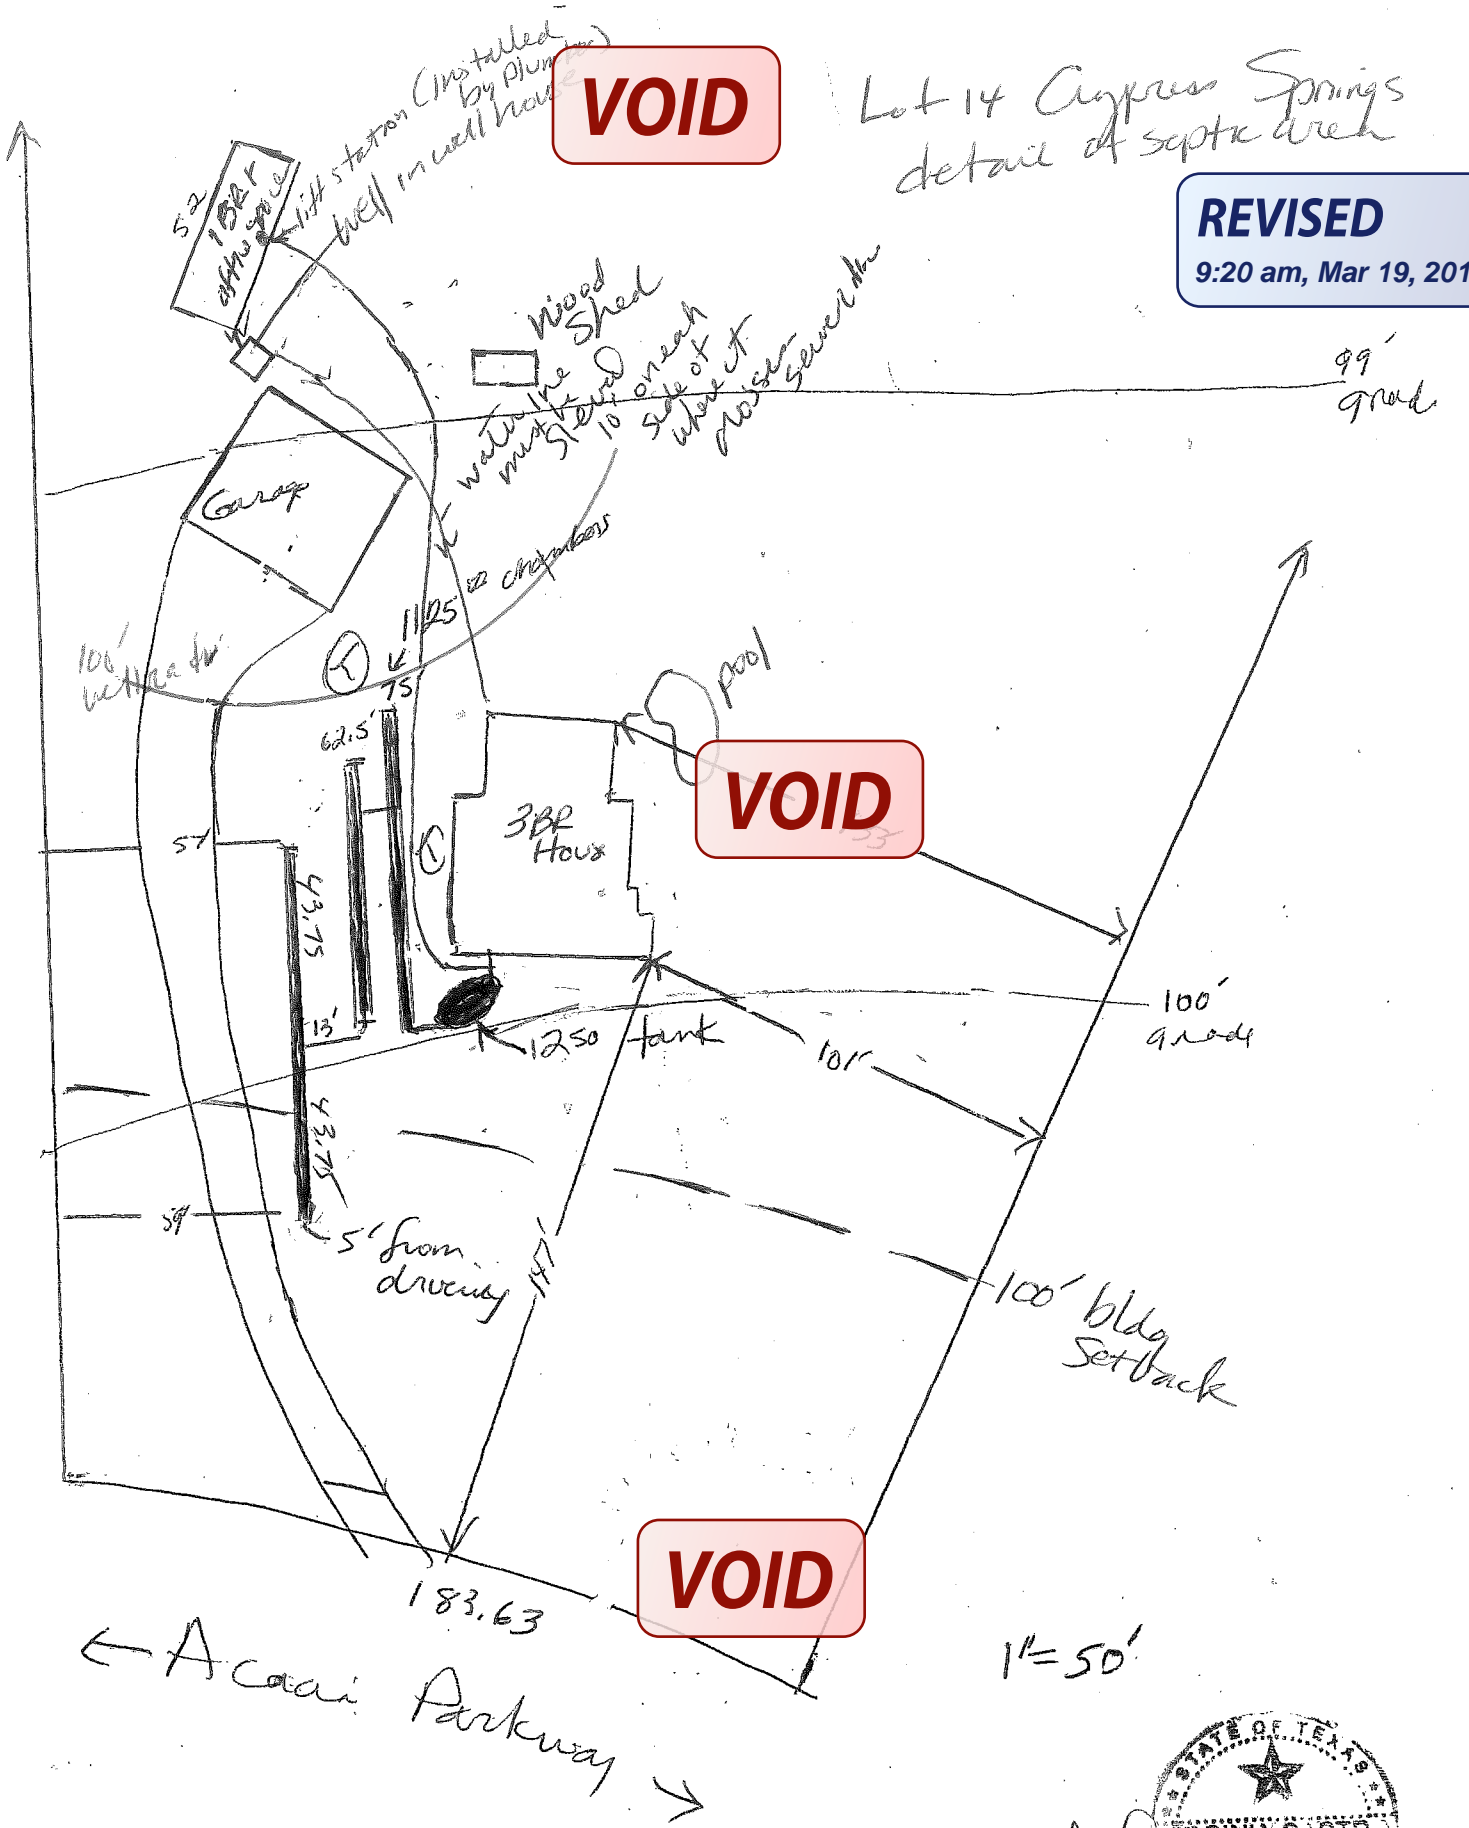 VOID
Lot 14 Cypress Springs
detail of septic area
REVISED
9:20 am, Mar 19, 201
lift station (installed
by plumber)
well in well house
52
1 BR
wood
shed
water line
must be
sleeved
10' on each
side of
where it
crosses
sewer line
99'
grade
Garage
1125 chambers
100'
T
75
62.5'
pool
VOID
57'
3BR
House
T
43.75
13'
1250 tank
100'
grade
101'
43.75
59'
5' from
driveway
147'
100' bldg
setback
183.63
VOID
← Acacia Parkway →
1"=50'
STATE OF TEXAS